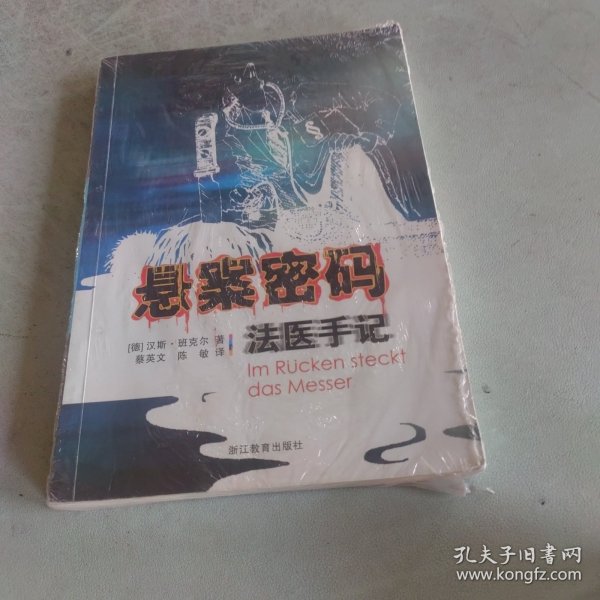 悬案密码
法医手记
[德] 汉斯·班克尔 著
蔡英文 陈敏 译
Im Rücken steckt
das Messer
浙江教育出版社
孔夫子旧书网
www.kongfz.com